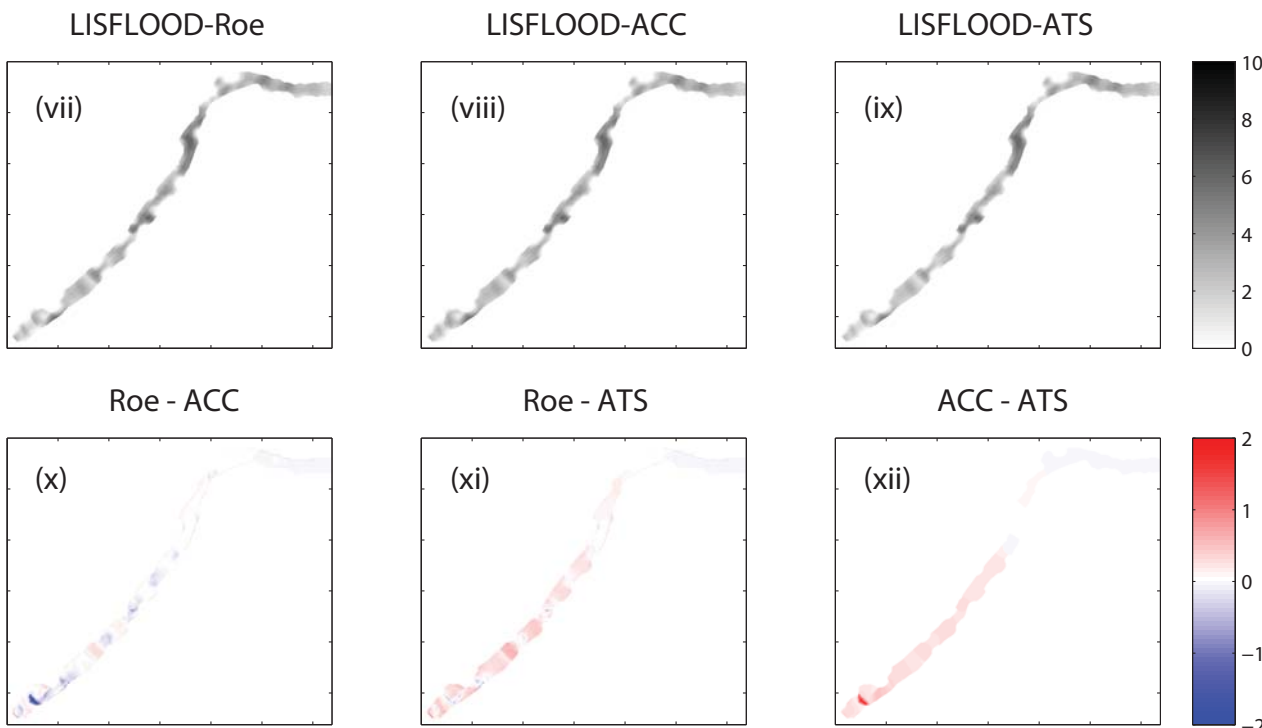 LISFLOOD-Roe
LISFLOOD-ACC
LISFLOOD-ATS
(vii)
(viii)
(ix)
10
8
6
4
2
0
Roe - ACC
Roe - ATS
ACC - ATS
(x)
(xi)
(xii)
2
1
0
−1
−2